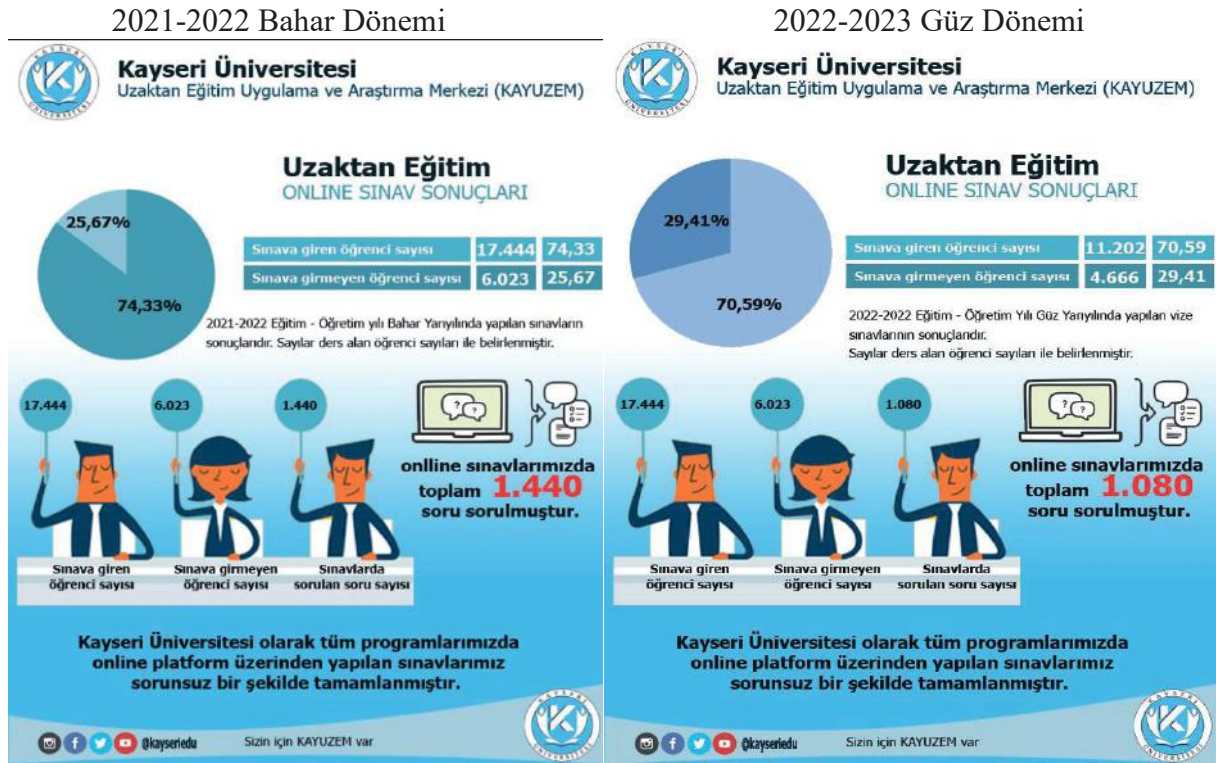 2021-2022 Bahar Dönemi
KAYSERİ
ÜNİVERSİTESİ
Kayseri Üniversitesi
Uzaktan Eğitim Uygulama ve Araştırma Merkezi (KAYUZEM)
Uzaktan Eğitim
ONLINE SINAV SONUÇLARI
25,67%
74,33%
Sınava giren öğrenci sayısı 17.444 74,33
Sınava girmeyen öğrenci sayısı 6.023 25,67
2021-2022 Eğitim - Öğretim yılı Bahar Yarıyılında yapılan sınavların
sonuçlarıdır. Sayılar ders alan öğrenci sayıları ile belirlenmiştir.
17.444
6.023
1.440
onlline sınavlarımızda
toplam 1.440
soru sorulmuştur.
Sınava giren
öğrenci sayısı
Sınava girmeyen
öğrenci sayısı
Sınavlarda
sorulan soru sayısı
Kayseri Üniversitesi olarak tüm programlarımızda
online platform üzerinden yapılan sınavlarımız
sorunsuz bir şekilde tamamlanmıştır.
@kayseriedu
Sizin için KAYUZEM var
2022-2023 Güz Dönemi
KAYSERİ
ÜNİVERSİTESİ
Kayseri Üniversitesi
Uzaktan Eğitim Uygulama ve Araştırma Merkezi (KAYUZEM)
Uzaktan Eğitim
ONLINE SINAV SONUÇLARI
29,41%
70,59%
Sınava giren öğrenci sayısı 11.202 70,59
Sınava girmeyen öğrenci sayısı 4.666 29,41
2022-2022 Eğitim - Öğretim Yılı Güz Yarıyılında yapılan vize
sınavlarının sonuçlarıdır.
Sayılar ders alan öğrenci sayıları ile belirlenmiştir.
17.444
6.023
1.080
online sınavlarımızda
toplam 1.080
soru sorulmuştur.
Sınava giren
öğrenci sayısı
Sınava girmeyen
öğrenci sayısı
Sınavlarda
sorulan soru sayısı
Kayseri Üniversitesi olarak tüm programlarımızda
online platform üzerinden yapılan sınavlarımız
sorunsuz bir şekilde tamamlanmıştır.
@kayseriedu
Sizin için KAYUZEM var